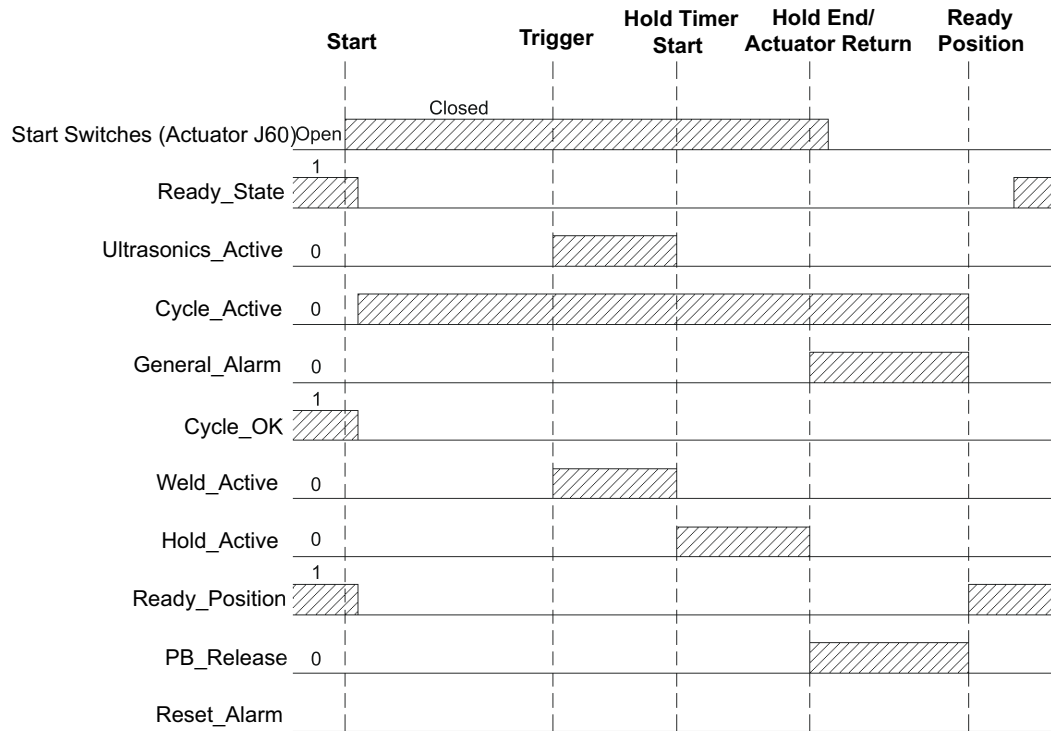 Start
Trigger
Hold Timer
Start
Hold End/
Actuator Return
Ready
Position
Closed
Start Switches (Actuator J60)
Open
1
Ready_State
Ultrasonics_Active
0
Cycle_Active
0
General_Alarm
0
1
Cycle_OK
Weld_Active
0
Hold_Active
0
1
Ready_Position
PB_Release
0
Reset_Alarm